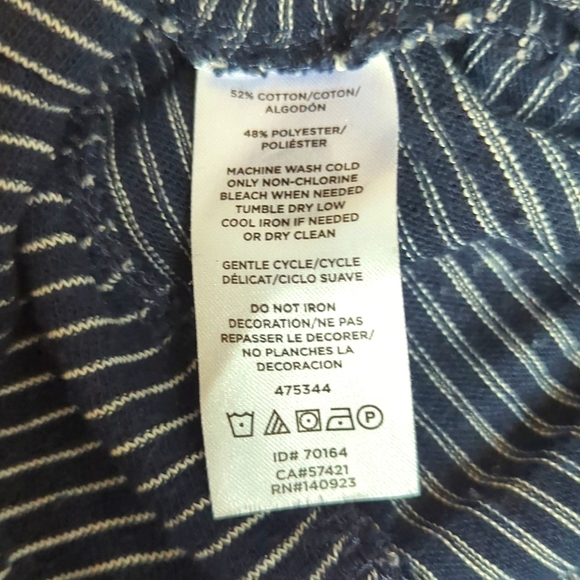 52% COTTON/COTON/
ALGODÓN
48% POLYESTER/
POLIÉSTER
MACHINE WASH COLD
ONLY NON-CHLORINE
BLEACH WHEN NEEDED
TUMBLE DRY LOW
COOL IRON IF NEEDED
OR DRY CLEAN
GENTLE CYCLE/CYCLE
DÉLICAT/CICLO SUAVE
DO NOT IRON
DECORATION/NE PAS
REPASSER LE DECORER/
NO PLANCHES LA
DECORACIÓN
475344
P
ID# 70164
CA#57421
RN#140923